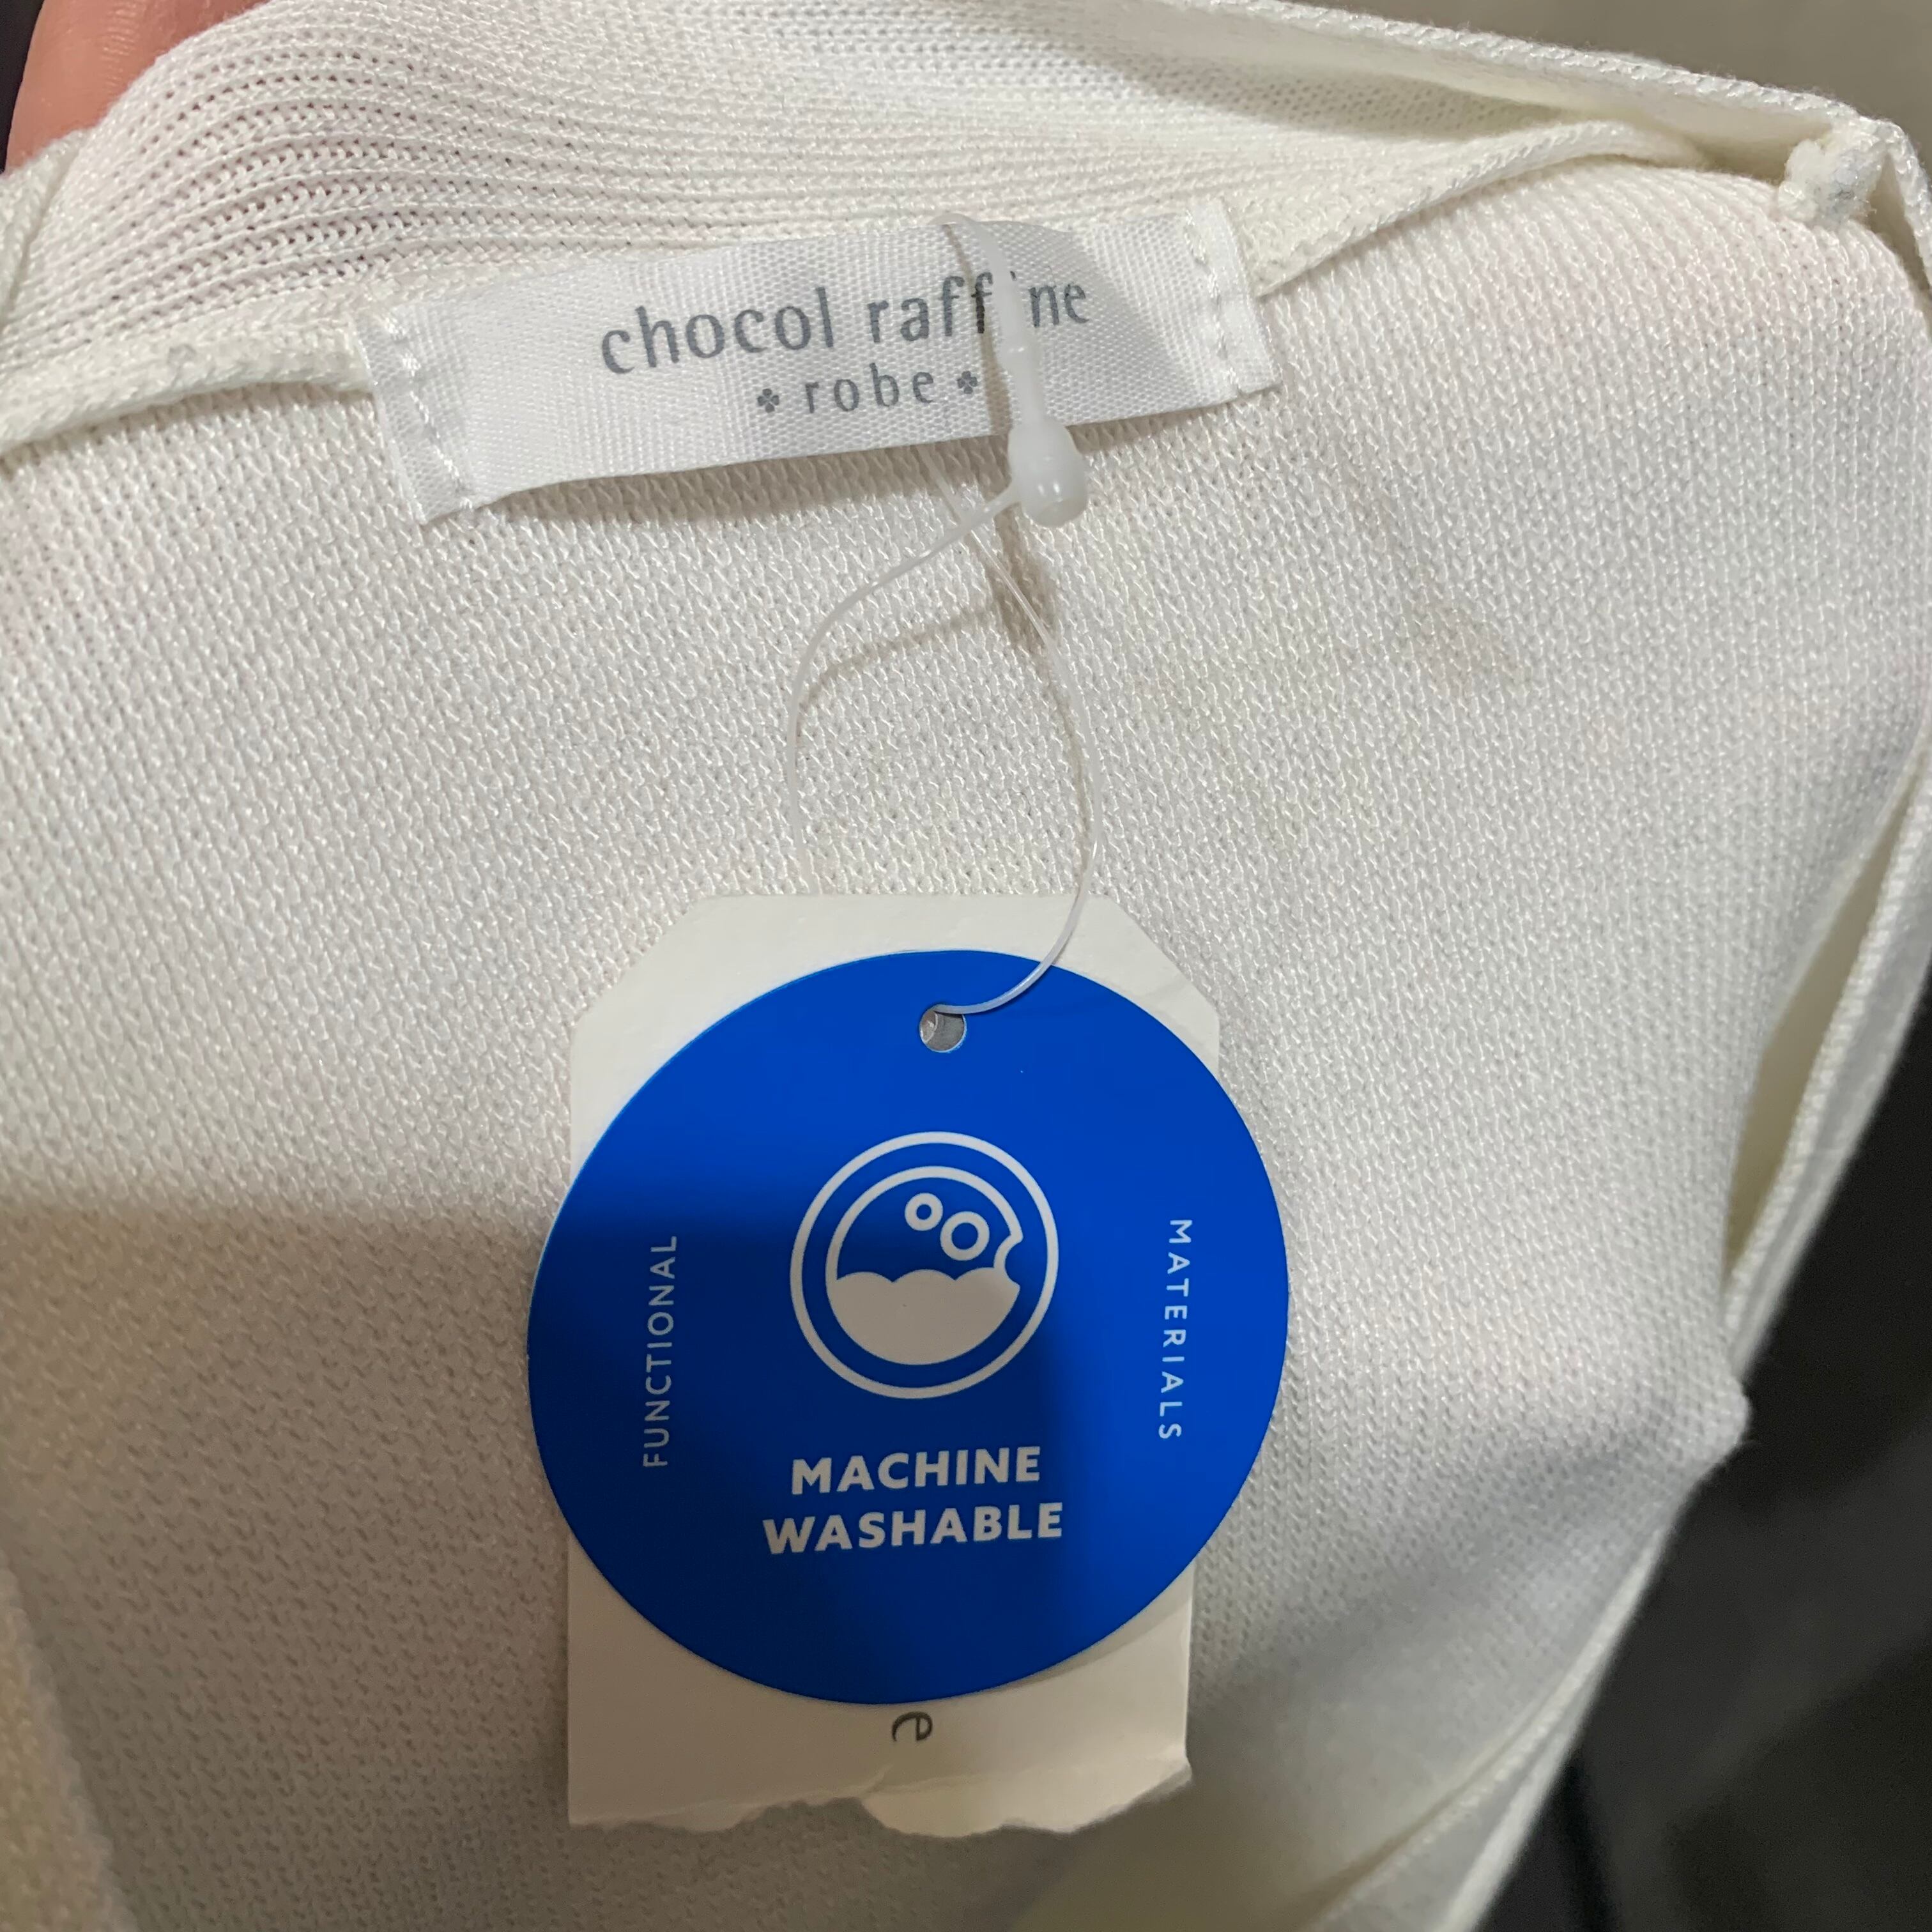 chocol raffine
robe
FUNCTIONAL
MATERIALS
MACHINE
WASHABLE
e